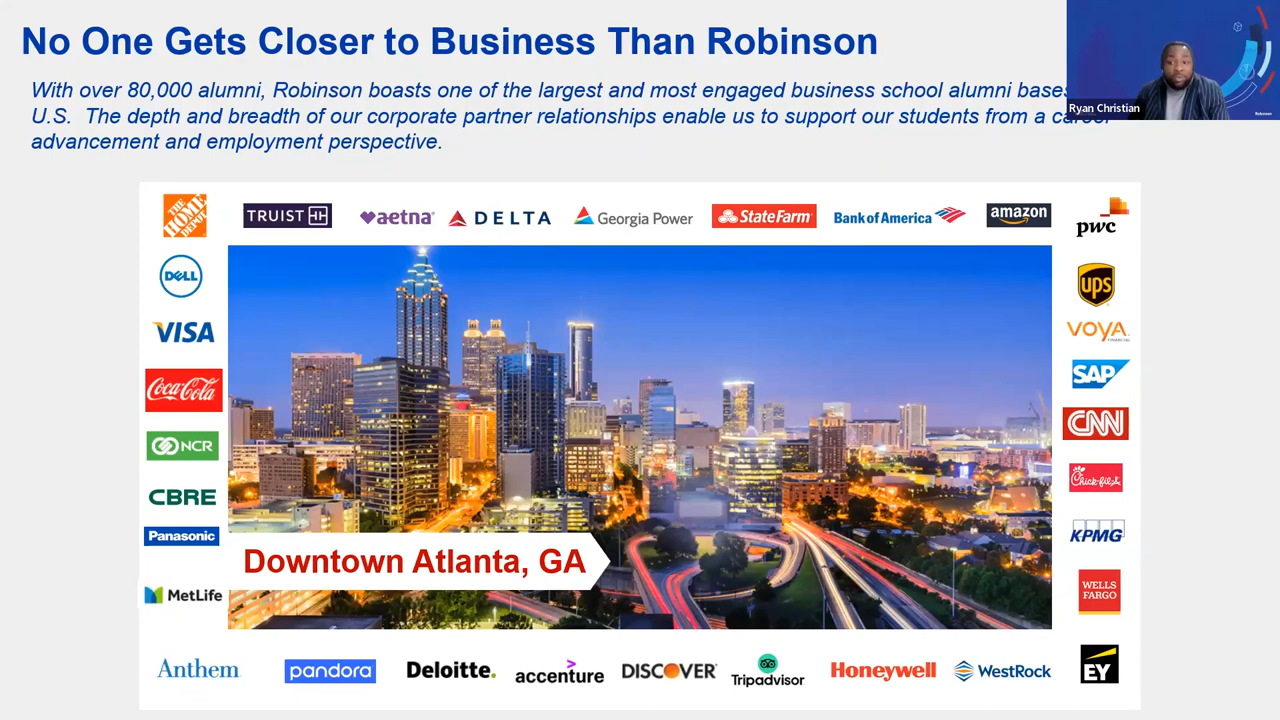 No One Gets Closer to Business Than Robinson
With over 80,000 alumni, Robinson boasts one of the largest and most engaged business school alumni bases
U.S. The depth and breadth of our corporate partner relationships enable us to support our students from a career
advancement and employment perspective.
Ryan Christian
Robinson
THE HOME DEPOT
TRUIST
aetna
DELTA
Georgia Power
StateFarm
Bank of America
amazon
pwc
DELL
ups
VISA
VOYA
FINANCIAL
Coca-Cola
SAP
NCR
CNN
CBRE
Chick-fil-A
Panasonic
KPMG
Downtown Atlanta, GA
MetLife
WELLS
FARGO
Anthem
pandora
Deloitte.
accenture
DISCOVER
Tripadvisor
Honeywell
WestRock
EY